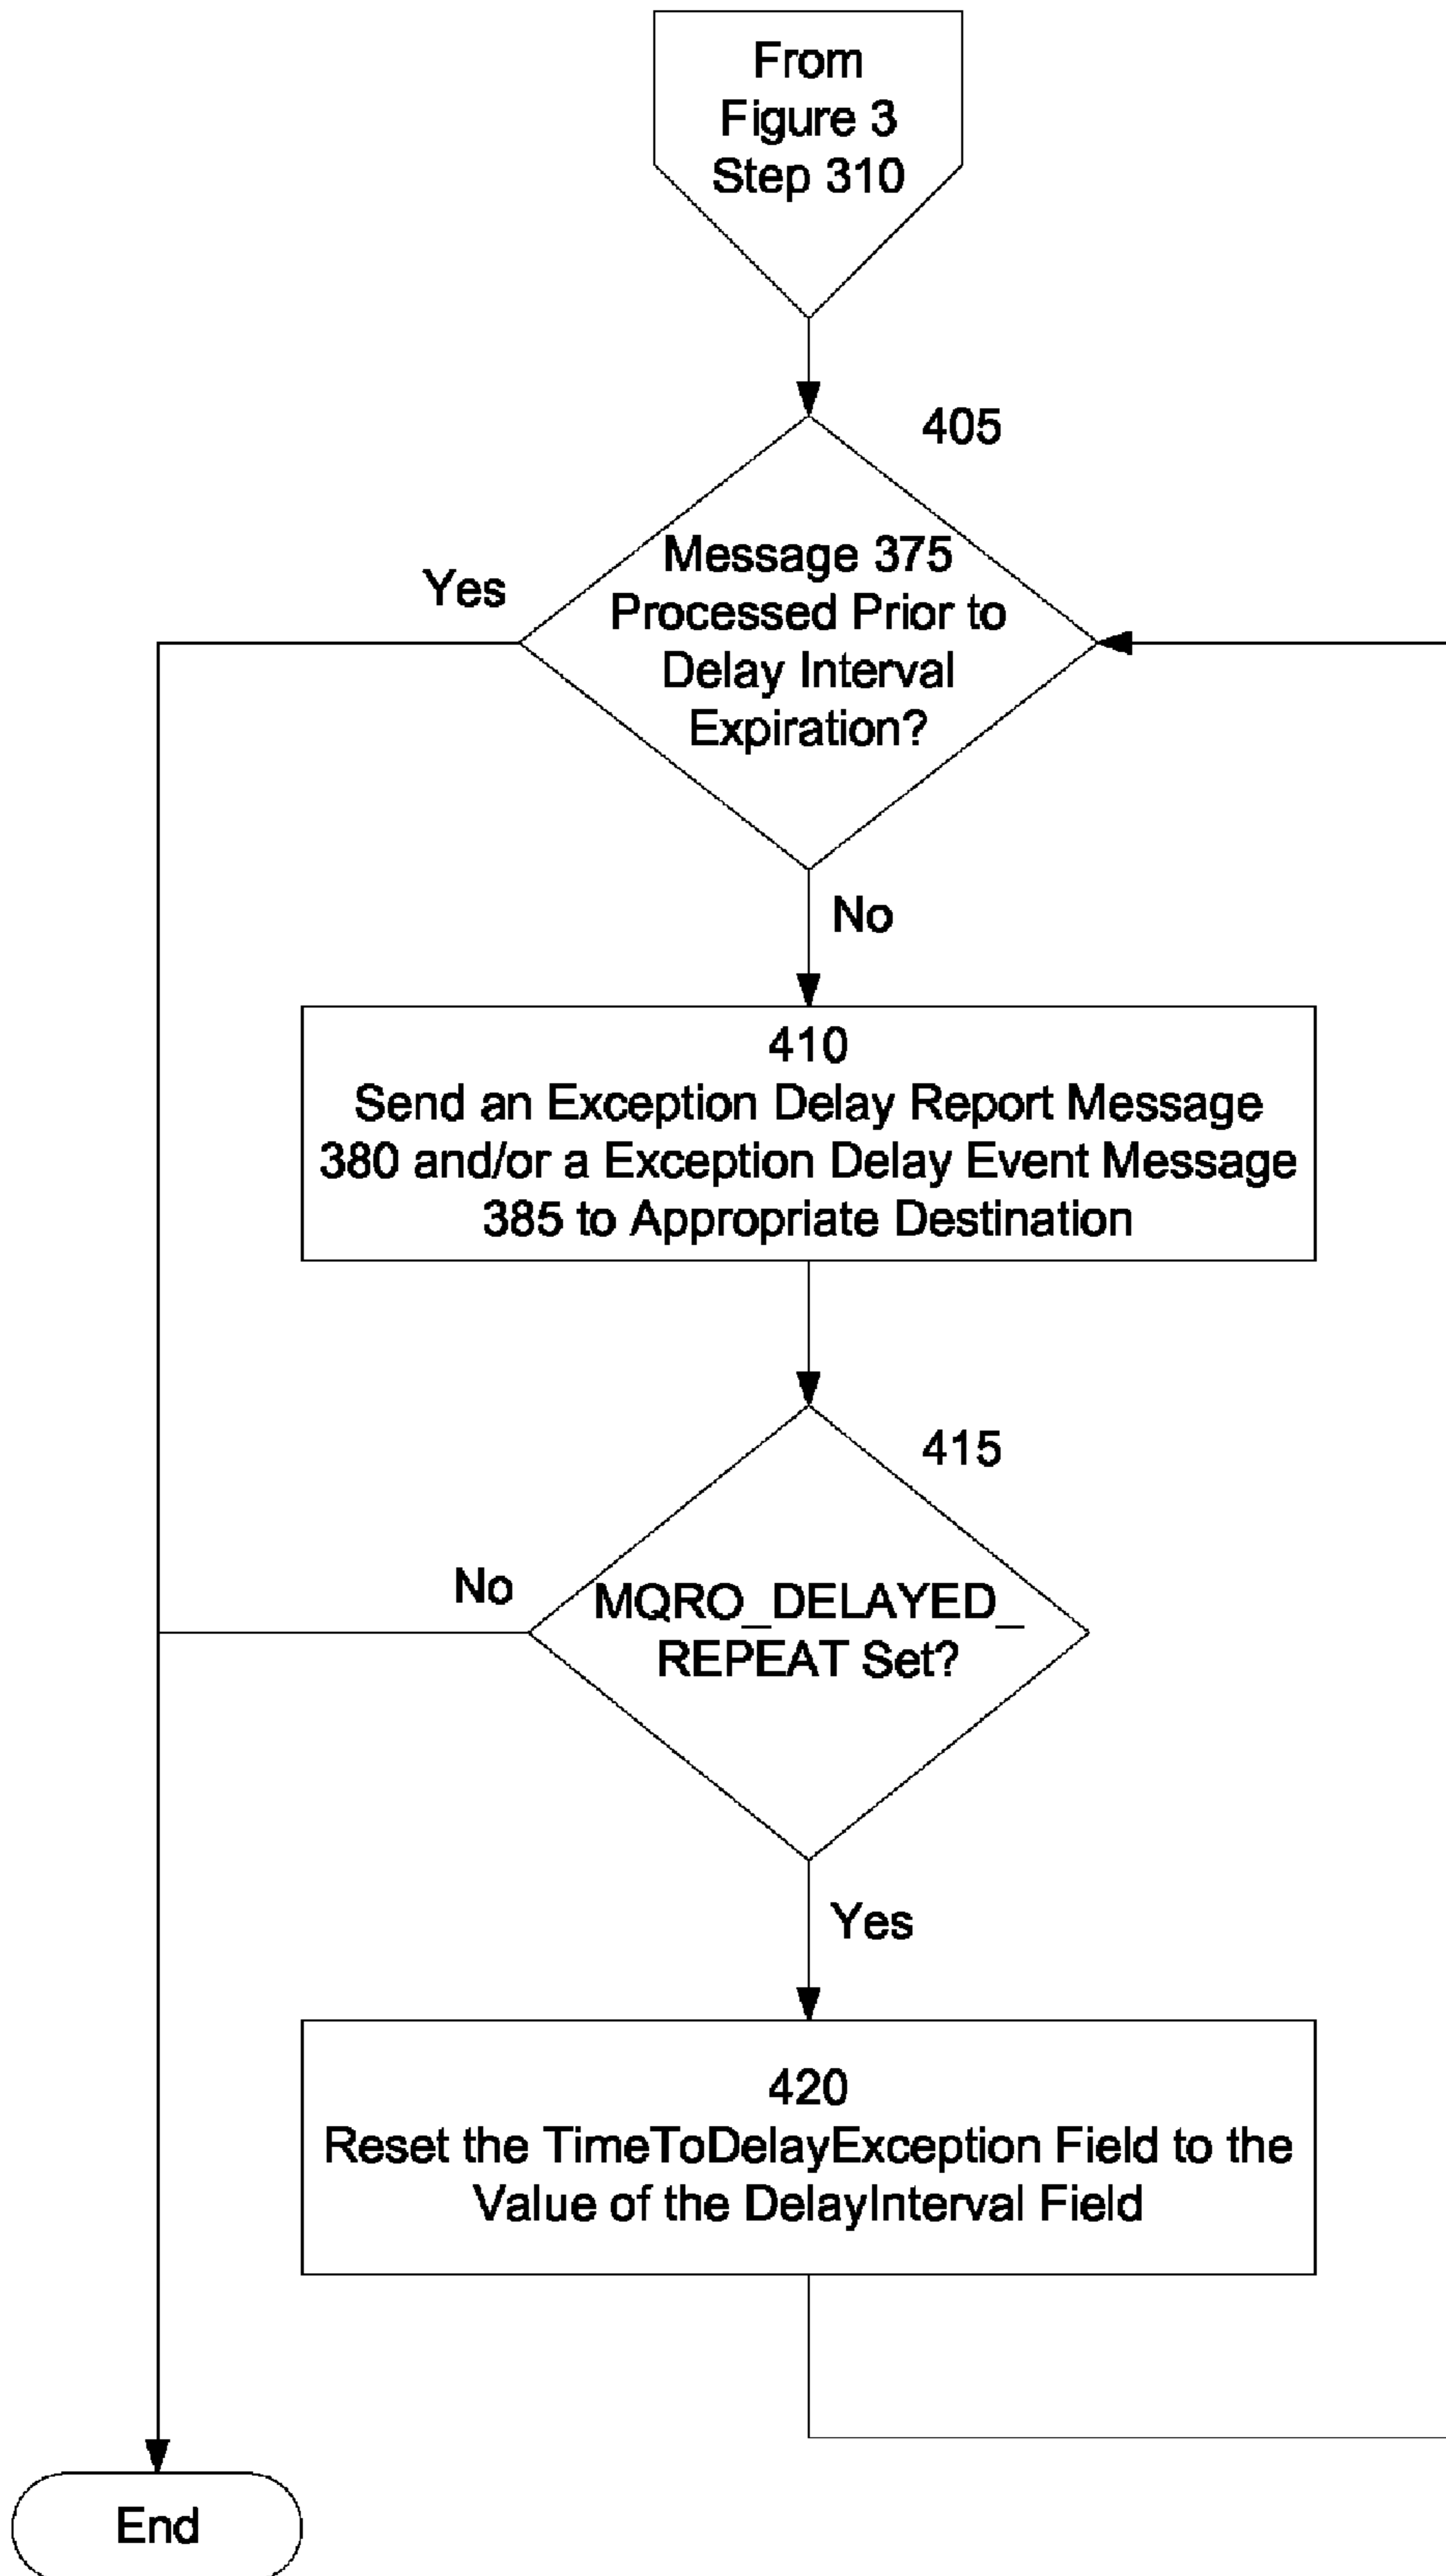 From
Figure 3
Step 310
405
Message 375
Processed Prior to
Delay Interval
Expiration?
Yes
No
410
Send an Exception Delay Report Message
380 and/or a Exception Delay Event Message
385 to Appropriate Destination
415
No
MQRO_DELAYED_
REPEAT Set?
Yes
420
Reset the TimeToDelayException Field to the
Value of the DelayInterval Field
End